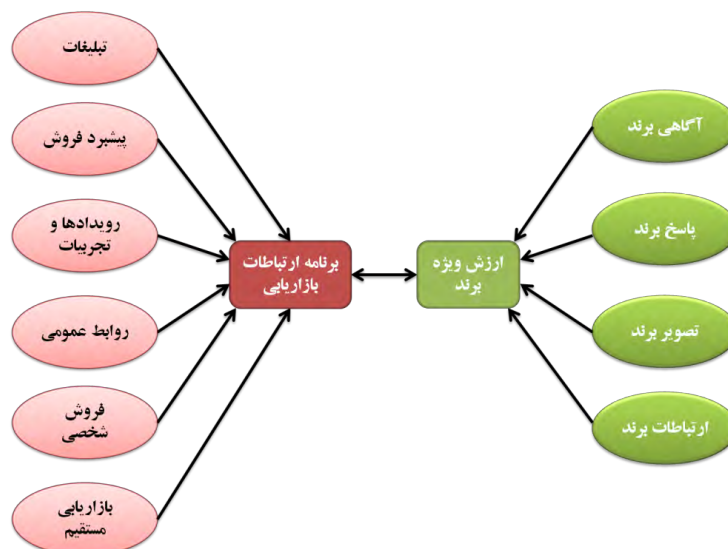 تبلیغات
پیشبرد فروش
رویدادها و
تجربیات
روابط عمومی
فروش
شخصی
بازاریابی
مستقیم
برنامه ارتباطات
بازاریابی
ارزش ویژه
برند
آگاهی برند
پاسخ برند
تصویر برند
ارتباطات برند